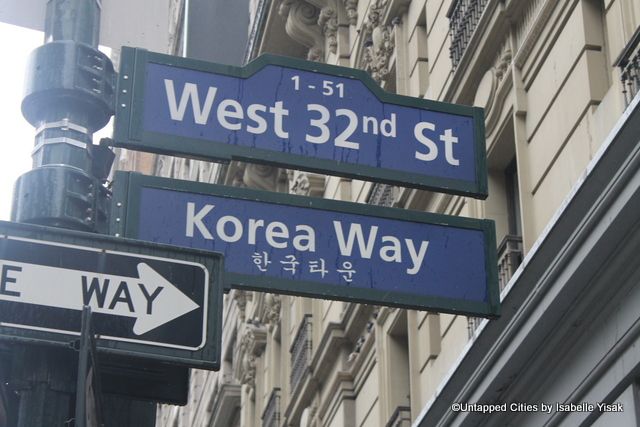 1 - 51
West 32nd St
Korea Way
한국타운
E WAY
©Untapped Cities by Isabelle Yisak